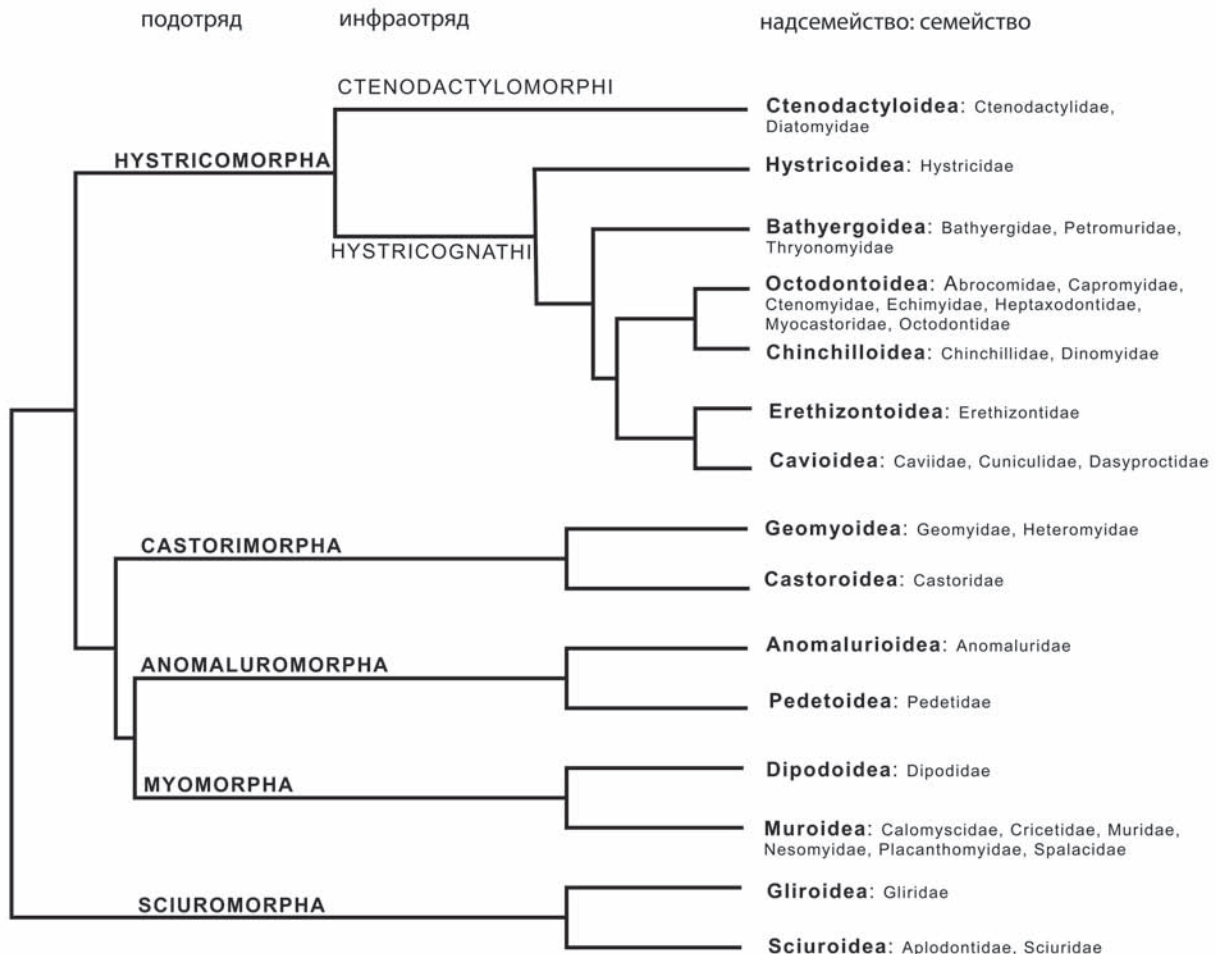 подотряд
инфраотряд
надсемейство: семейство
CTENODACTYLOMORPHI
Ctenodactyloidea: Ctenodactylidae,
Diatomyidae
HYSTRICOMORPHA
Hystricoidea: Hystricidae
HYSTRICOGNATHI
Bathyergoidea: Bathyergidae, Petromuridae,
Thryonomyidae
Octodontoidea: Abrocomidae, Capromyidae,
Ctenomyidae, Echimyidae, Heptaxodontidae,
Myocastoridae, Octodontidae
Chinchilloidea: Chinchillidae, Dinomyidae
Erethizontoidea: Erethizontidae
Cavioidea: Caviidae, Cuniculidae, Dasyproctidae
CASTORIMORPHA
Geomyoidea: Geomyidae, Heteromyidae
Castoroidea: Castoridae
ANOMALUROMORPHA
Anomalurioidea: Anomaluridae
Pedetoidea: Pedetidae
MYOMORPHA
Dipodoidea: Dipodidae
Muroidea: Calomyscidae, Cricetidae, Muridae,
Nesomyidae, Placanthomyidae, Spalacidae
SCIUROMORPHA
Gliroidea: Gliridae
Sciuroidea: Aplodontidae, Sciuridae